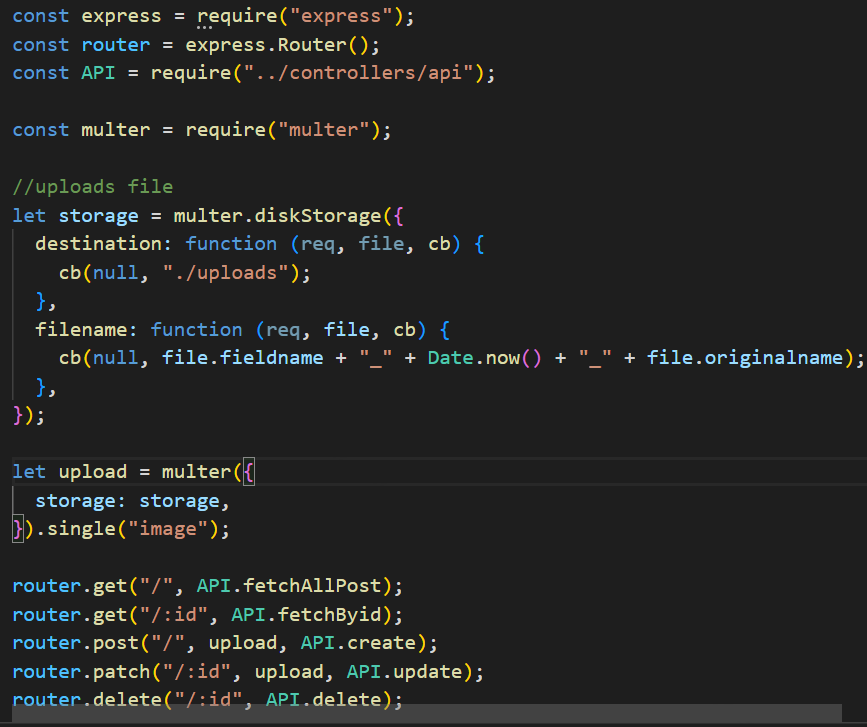 const express = require("express");
const router = express.Router();
const API = require("../controllers/api");
const multer = require("multer");
//uploads file
let storage = multer.diskStorage({
  destination: function (req, file, cb) {
    cb(null, "./uploads");
  },
  filename: function (req, file, cb) {
    cb(null, file.fieldname + "_" + Date.now() + "_" + file.originalname);
  },
});
let upload = multer({
  storage: storage,
}).single("image");
router.get("/", API.fetchAllPost);
router.get("/:id", API.fetchByid);
router.post("/", upload, API.create);
router.patch("/:id", upload, API.update);
router.delete("/:id", API.delete);